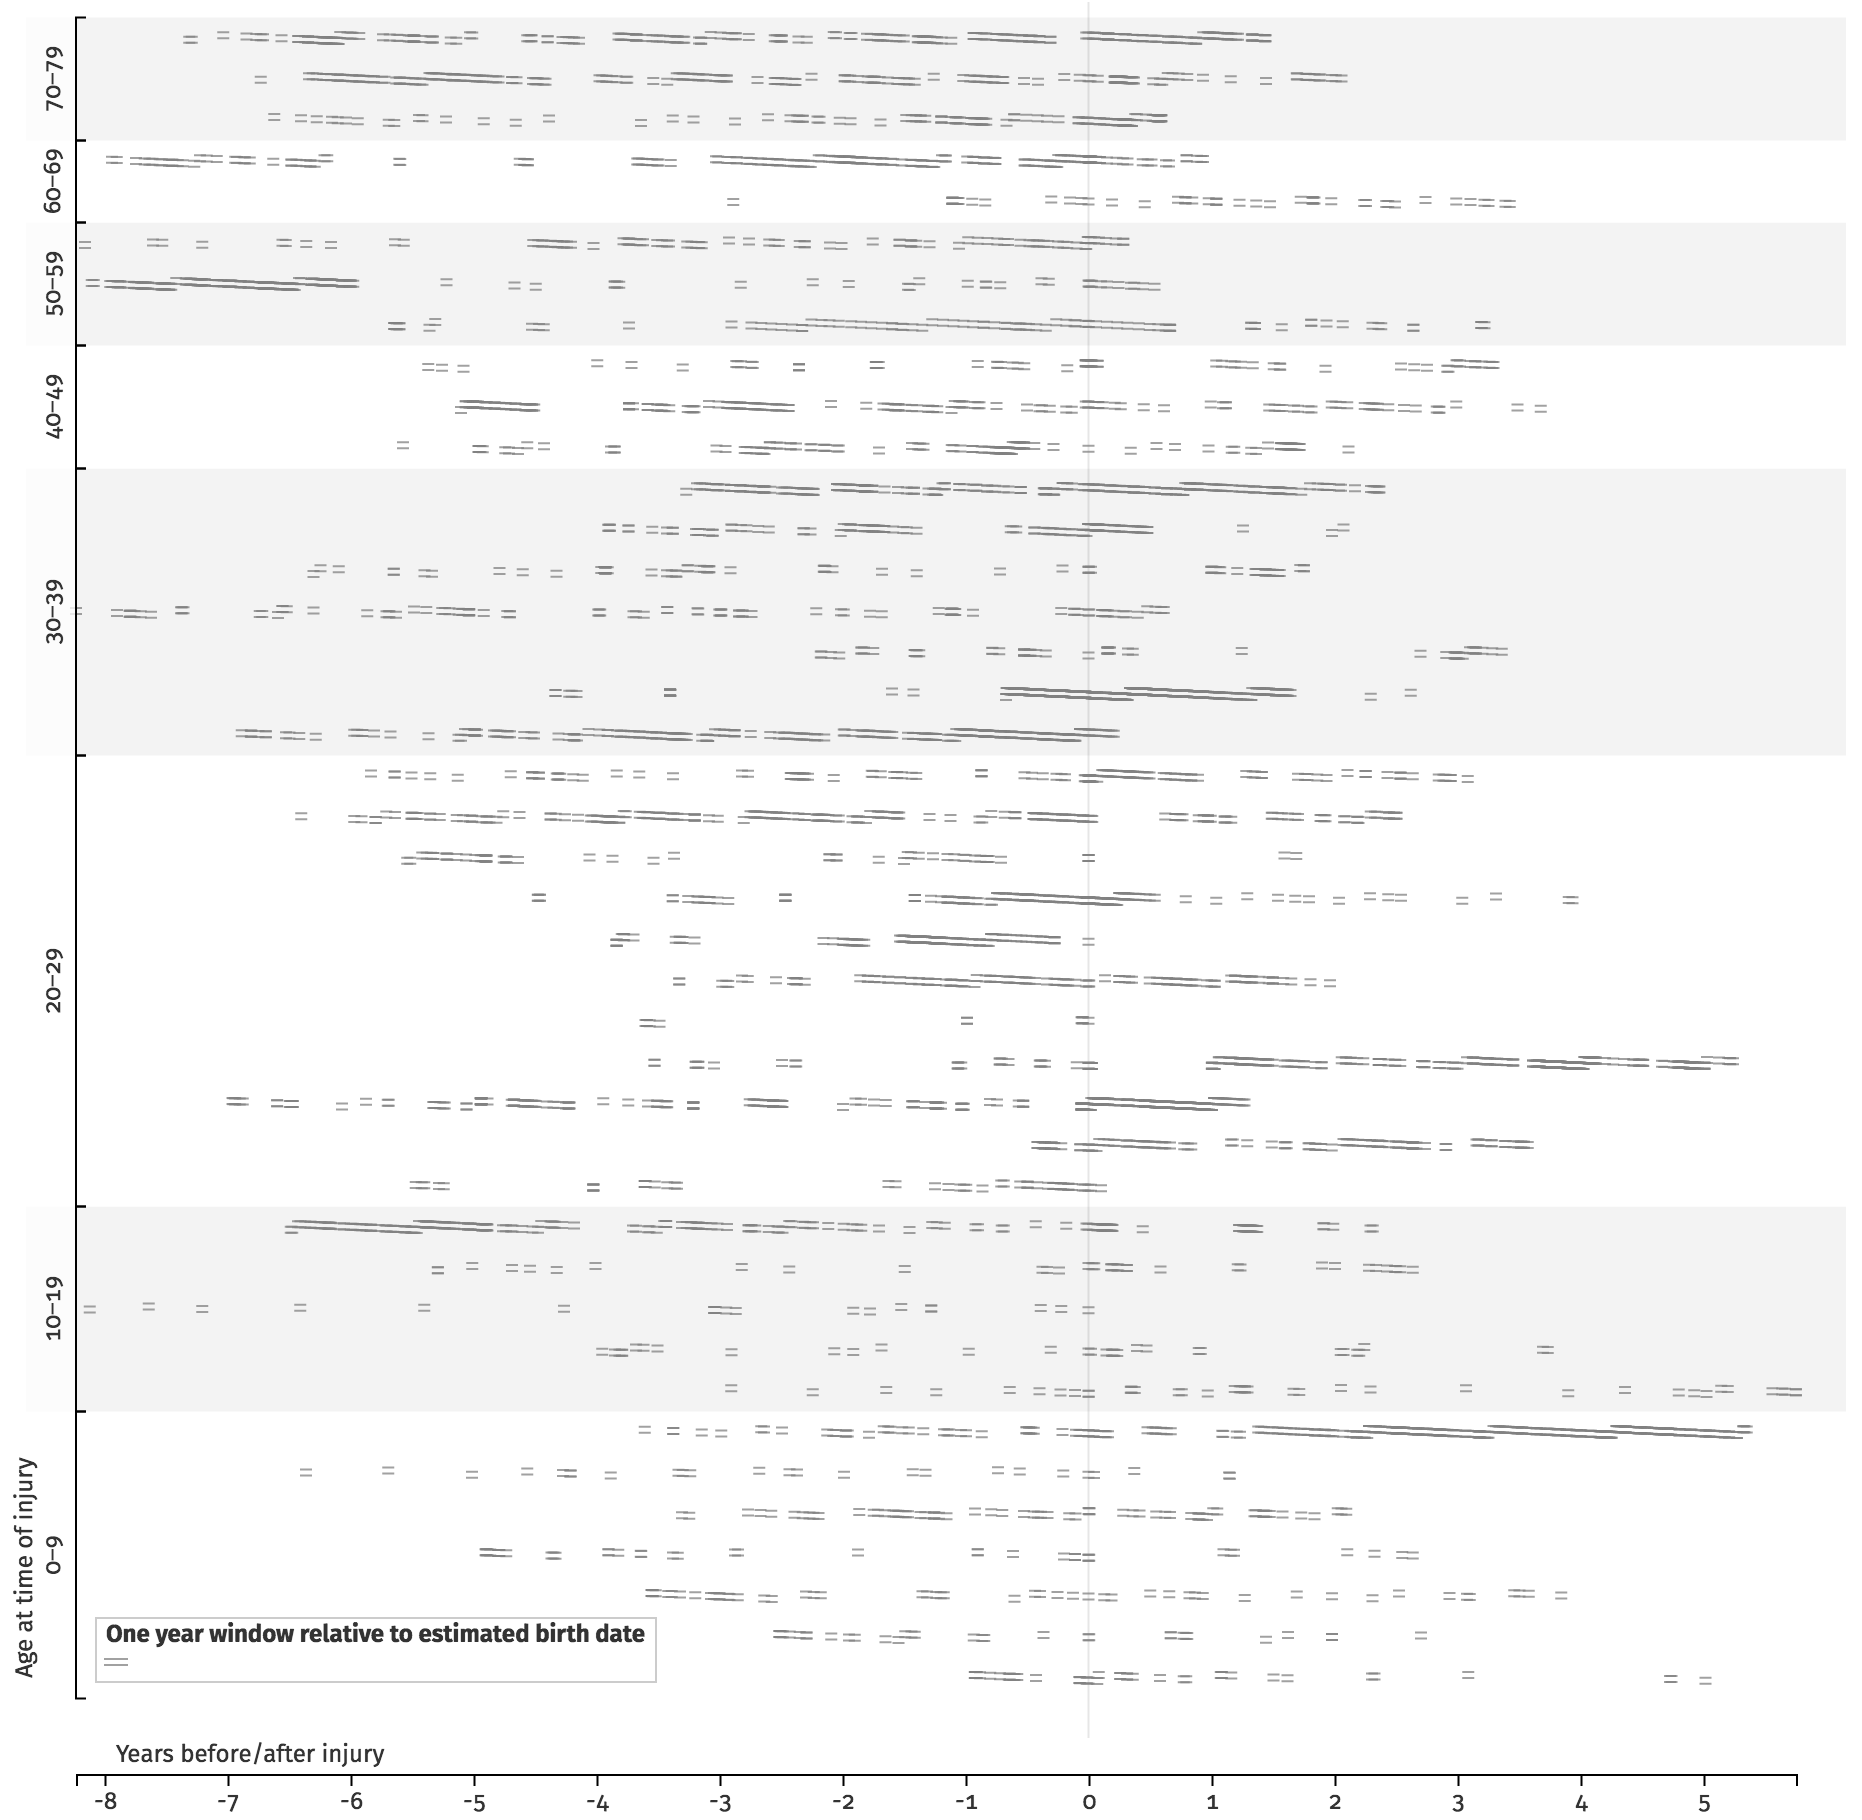 70–79
60–69
50–59
40–49
30–39
20–29
10–19
0–9
Age at time of injury
One year window relative to estimated birth date
Years before/after injury
-8 -7 -6 -5 -4 -3 -2 -1 0 1 2 3 4 5